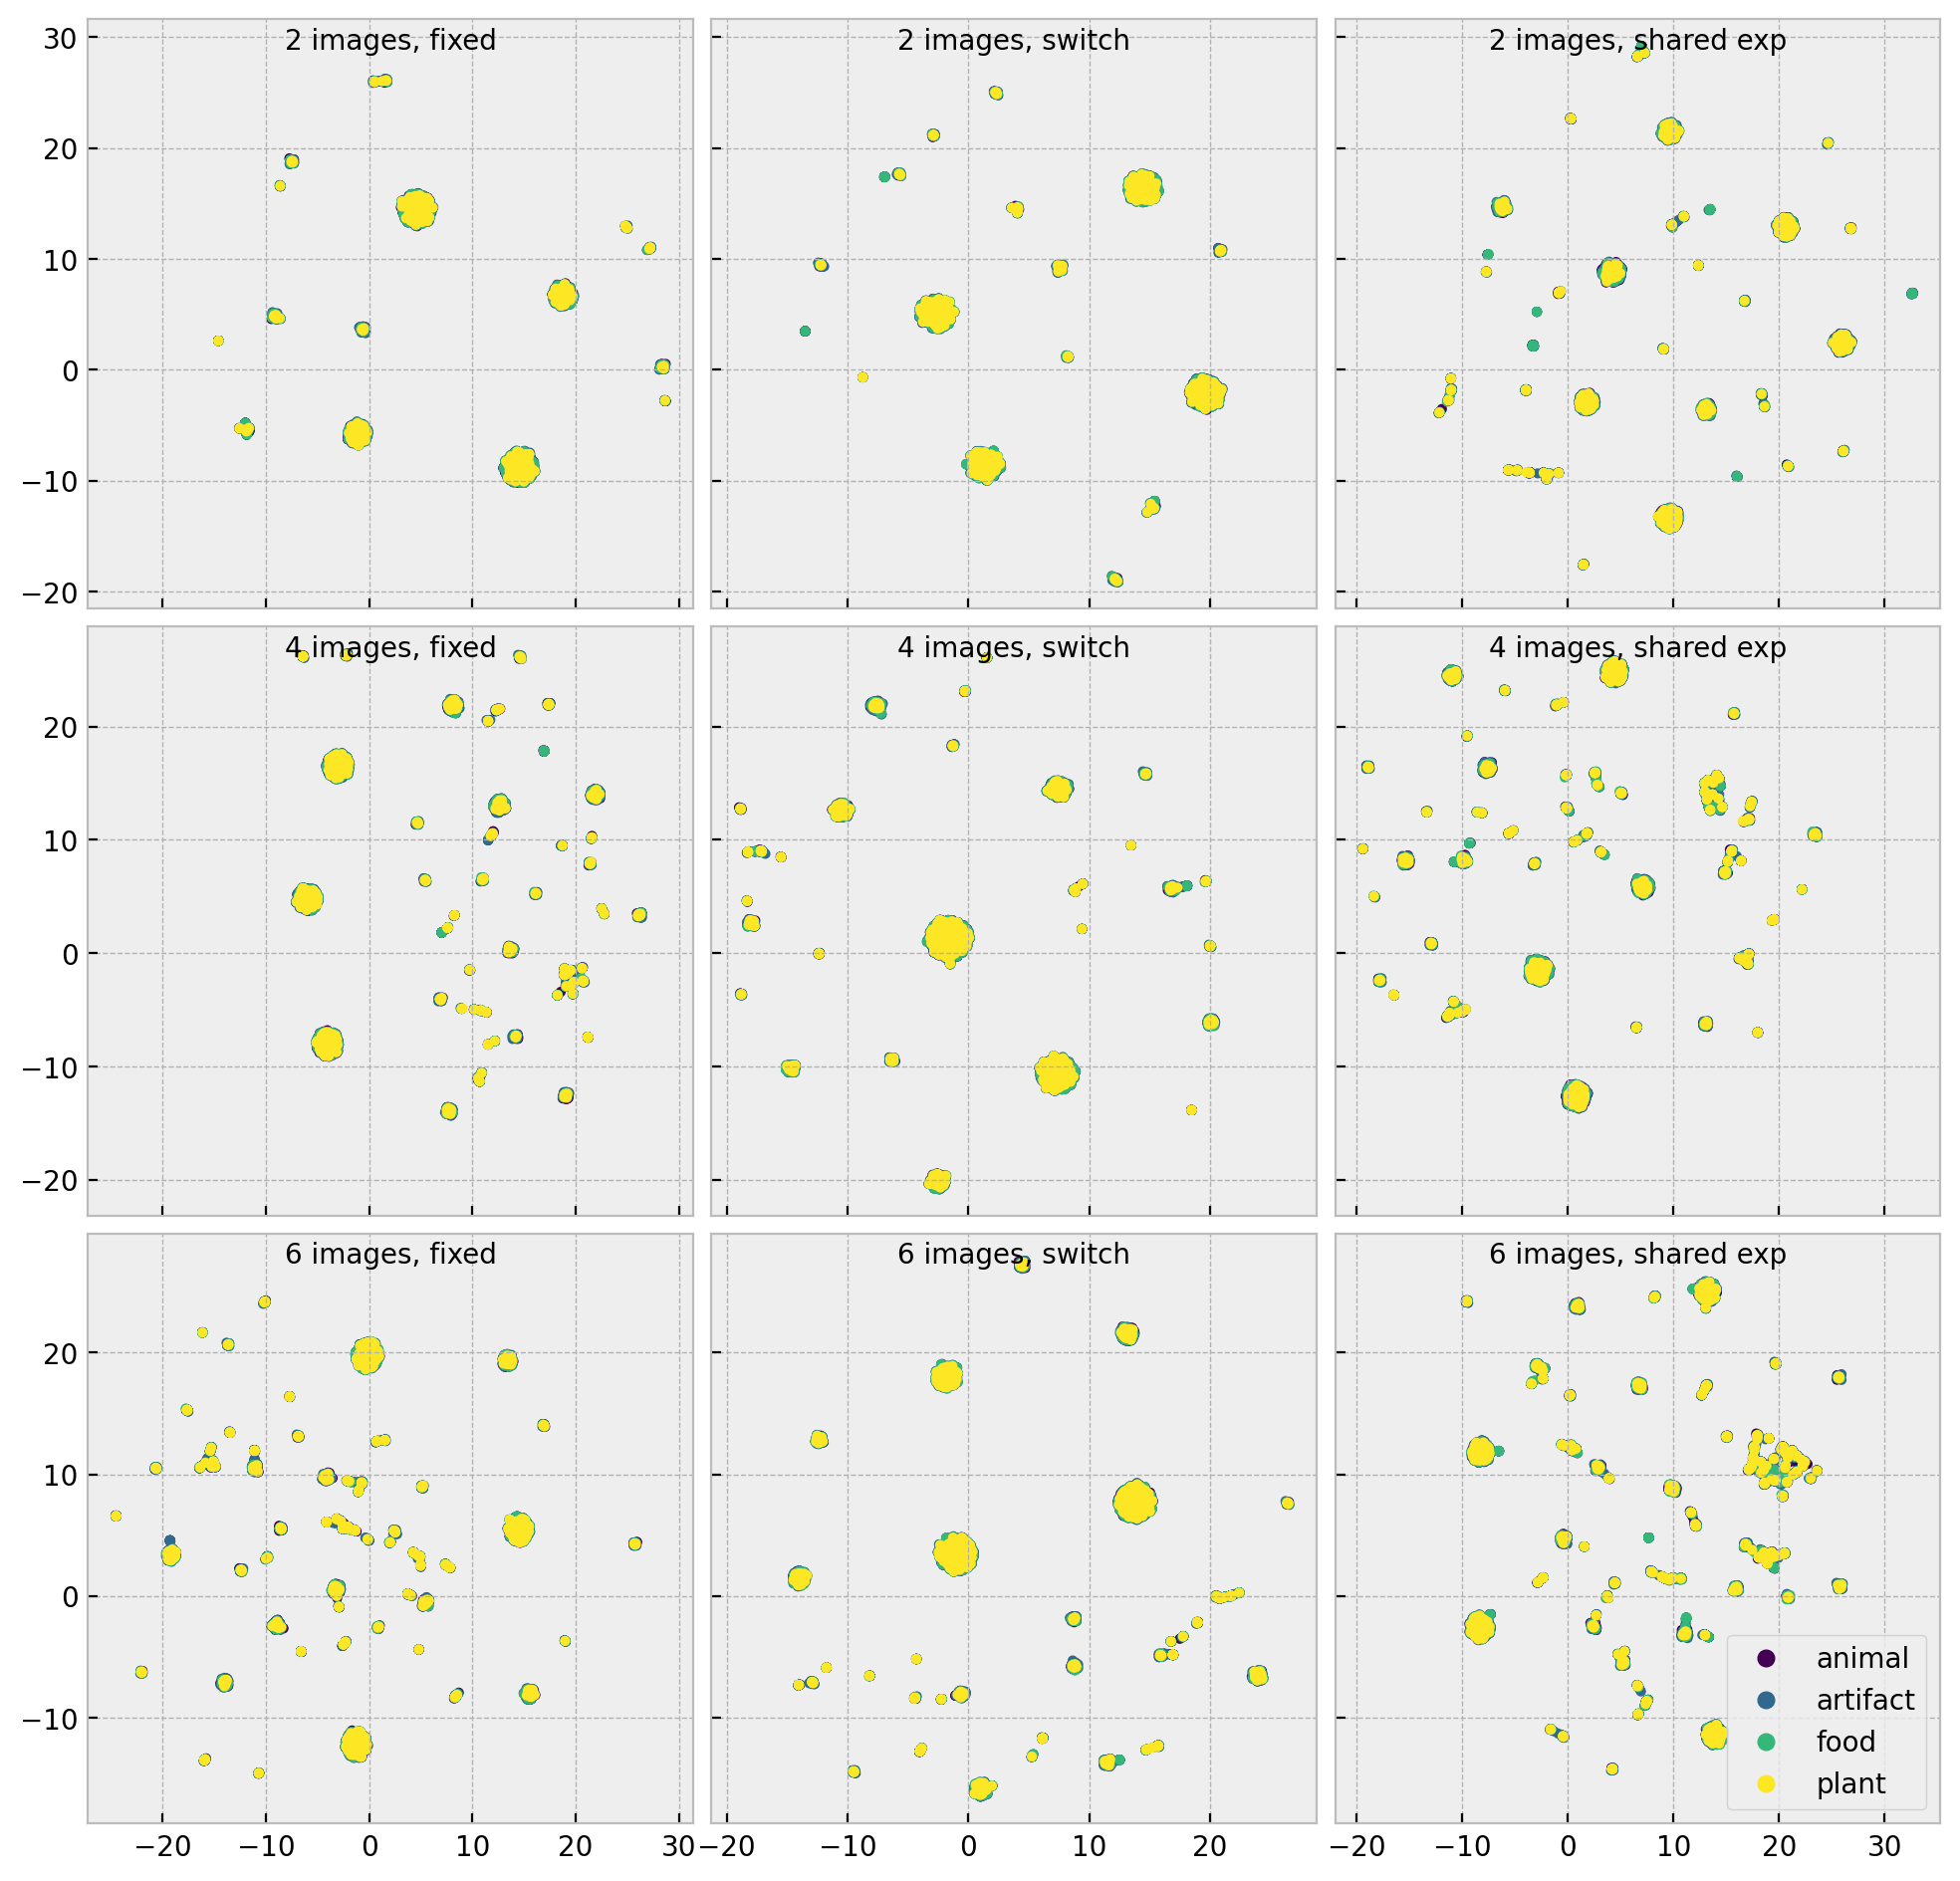 2 images, fixed
2 images, switch
2 images, shared exp
30
20
10
0
−10
−20
4 images, fixed
4 images, switch
4 images, shared exp
20
10
0
−10
−20
6 images, fixed
6 images, switch
6 images, shared exp
20
10
0
−10
animal
artifact
food
plant
−20 −10 0 10 20 30
−20 −10 0 10 20
−20 −10 0 10 20 30